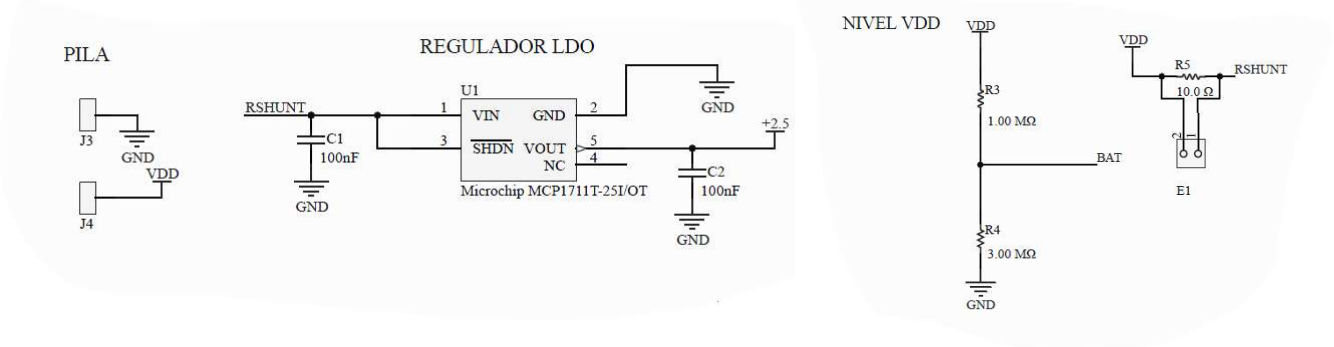 PILA
J3
GND
VDD
J4
REGULADOR LDO
RSHUNT
C1
100nF
GND
U1
1 VIN GND 2
3 SHDN VOUT 5
NC 4
Microchip MCP1711T-25I/OT
GND
+2.5
C2
100nF
GND
NIVEL VDD
VDD
R3
1.00 MΩ
BAT
R4
3.00 MΩ
GND
VDD
R5
RSHUNT
10.0 Ω
2 1
E1